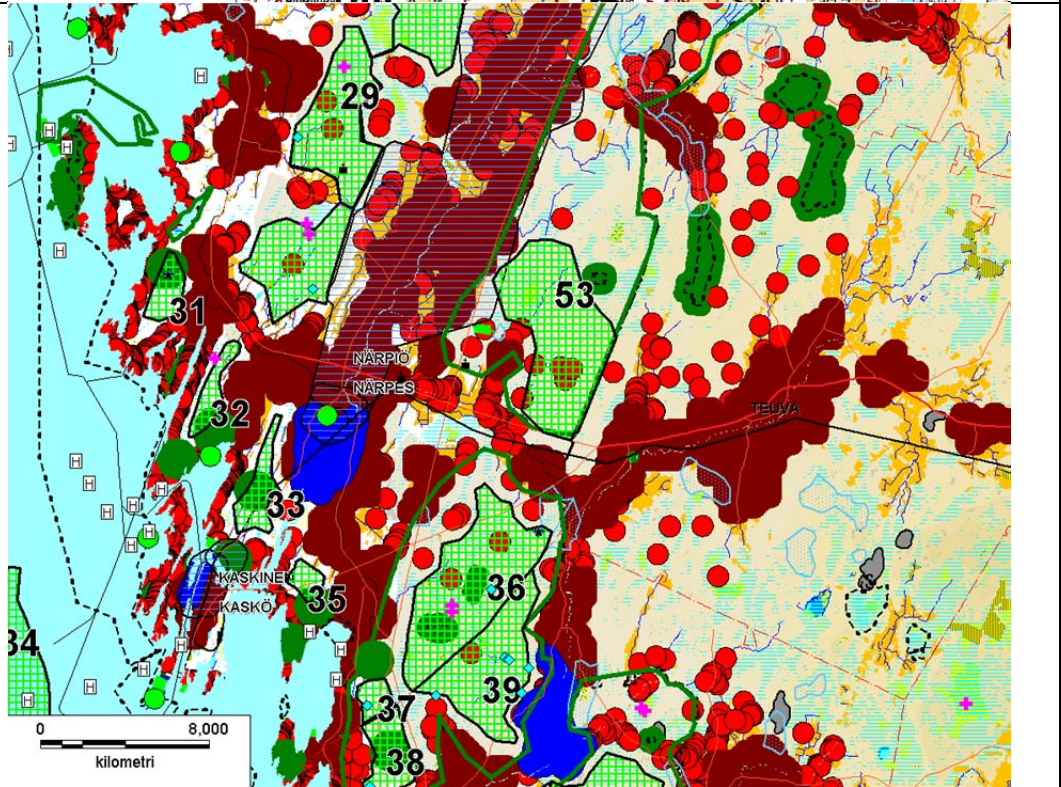 29
H
H
H
H
H
31
53
NÄRPIÖ
NÄRPES
TEUVA
32
33
H
H
H
H
H
H
H
KASKINEN
KASKÖ
35
36
H
H
H
H
H
34
H
H
39
37
38
0 8,000
kilometri